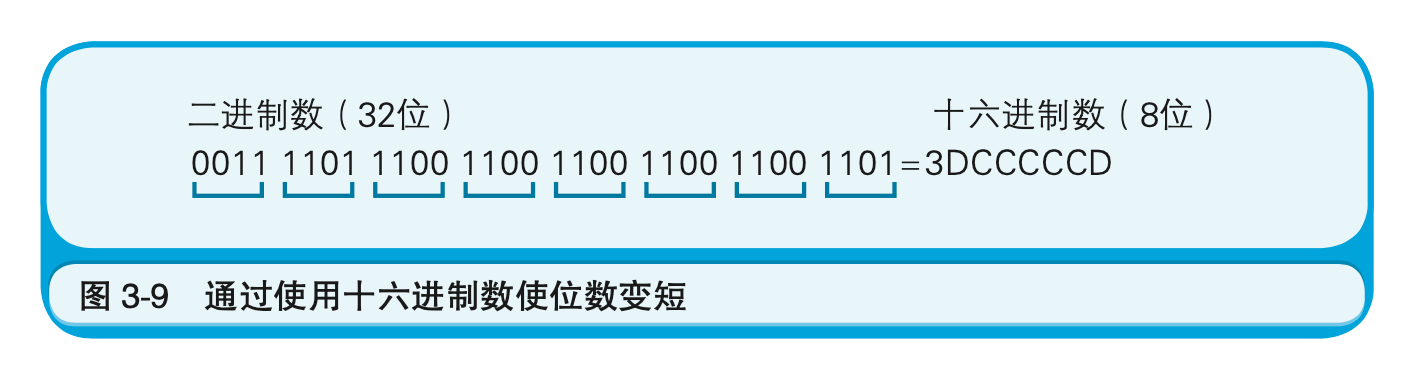 二进制数（32位）　十六进制数（8位）
0011 1101 1100 1100 1100 1100 1100 1101=3DCCCCCD
图 3-9　通过使用十六进制数使位数变短